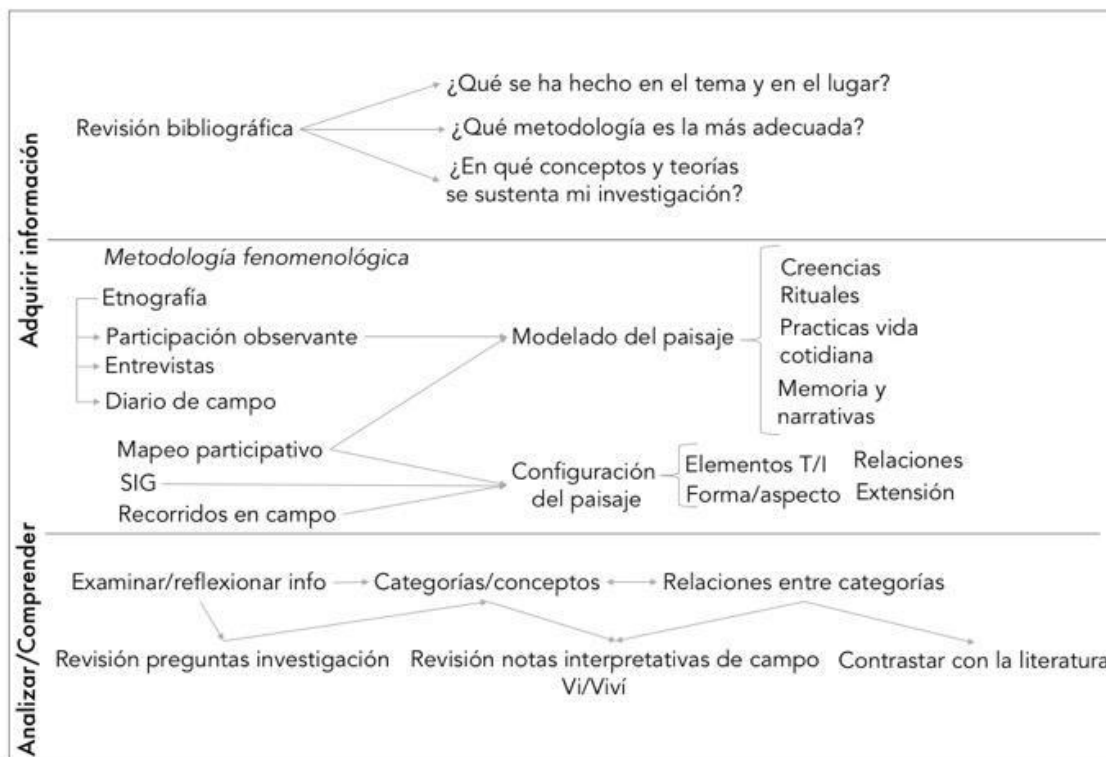 Adquirir información
¿Qué se ha hecho en el tema y en el lugar?
Revisión bibliográfica
¿Qué metodología es la más adecuada?
¿En qué conceptos y teorías
se sustenta mi investigación?
Metodología fenomenológica
Etnografía
Participación observante
Entrevistas
Diario de campo
Modelado del paisaje
Creencias
Rituales
Practicas vida
cotidiana
Memoria y
narrativas
Mapeo participativo
SIG
Recorridos en campo
Configuración
del paisaje
Elementos T/I
Forma/aspecto
Relaciones
Extensión
Analizar/Comprender
Examinar/reflexionar info
Categorías/conceptos
Relaciones entre categorías
Revisión preguntas investigación
Revisión notas interpretativas de campo
Vi/Viví
Contrastar con la literatura